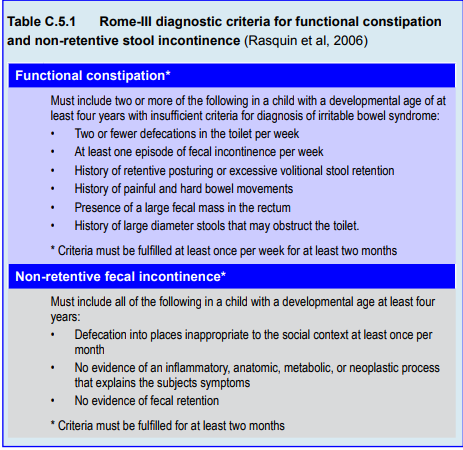 Table C.5.1 Rome-III diagnostic criteria for functional constipation
and non-retentive stool incontinence (Rasquin et al, 2006)
Functional constipation*
Must include two or more of the following in a child with a developmental age of at
least four years with insufficient criteria for diagnosis of irritable bowel syndrome:
• Two or fewer defecations in the toilet per week
• At least one episode of fecal incontinence per week
• History of retentive posturing or excessive volitional stool retention
• History of painful and hard bowel movements
• Presence of a large fecal mass in the rectum
• History of large diameter stools that may obstruct the toilet.
* Criteria must be fulfilled at least once per week for at least two months
Non-retentive fecal incontinence*
Must include all of the following in a child with a developmental age at least four
years:
• Defecation into places inappropriate to the social context at least once per
month
• No evidence of an inflammatory, anatomic, metabolic, or neoplastic process
that explains the subjects symptoms
• No evidence of fecal retention
* Criteria must be fulfilled for at least two months